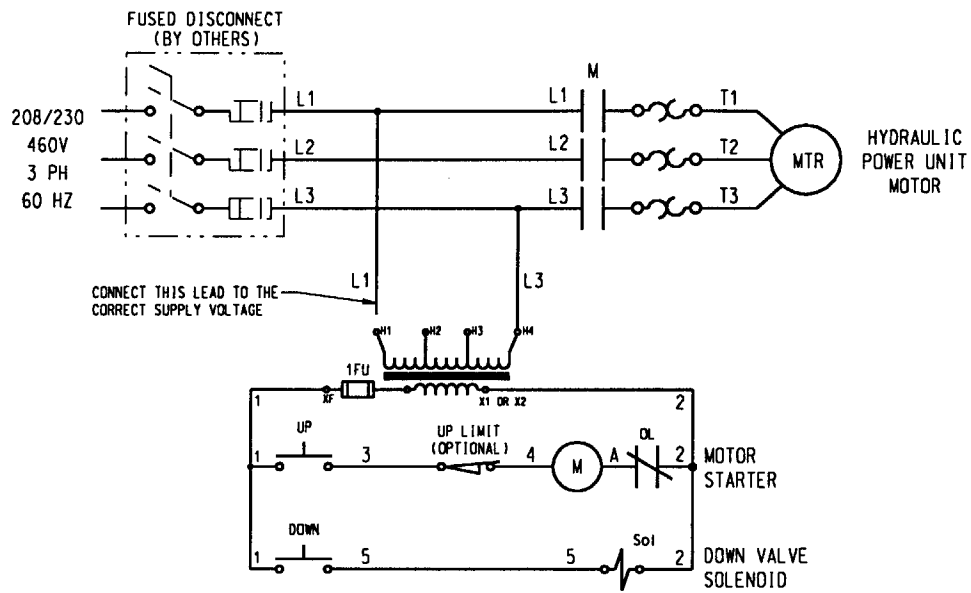 FUSED DISCONNECT
(BY OTHERS)
208/230
460V
3 PH
60 HZ
L1
L2
L3
L1
L2
L3
M
T1
T2
T3
MTR
HYDRAULIC
POWER UNIT
MOTOR
L1
L3
CONNECT THIS LEAD TO THE
CORRECT SUPPLY VOLTAGE
H1
H2
H3
H4
1FU
XF
X1 OR X2
1
2
UP
1
3
UP LIMIT
(OPTIONAL)
4
M
A
OL
2
MOTOR
STARTER
DOWN
1
5
5
Sol
2
DOWN VALVE
SOLENOID